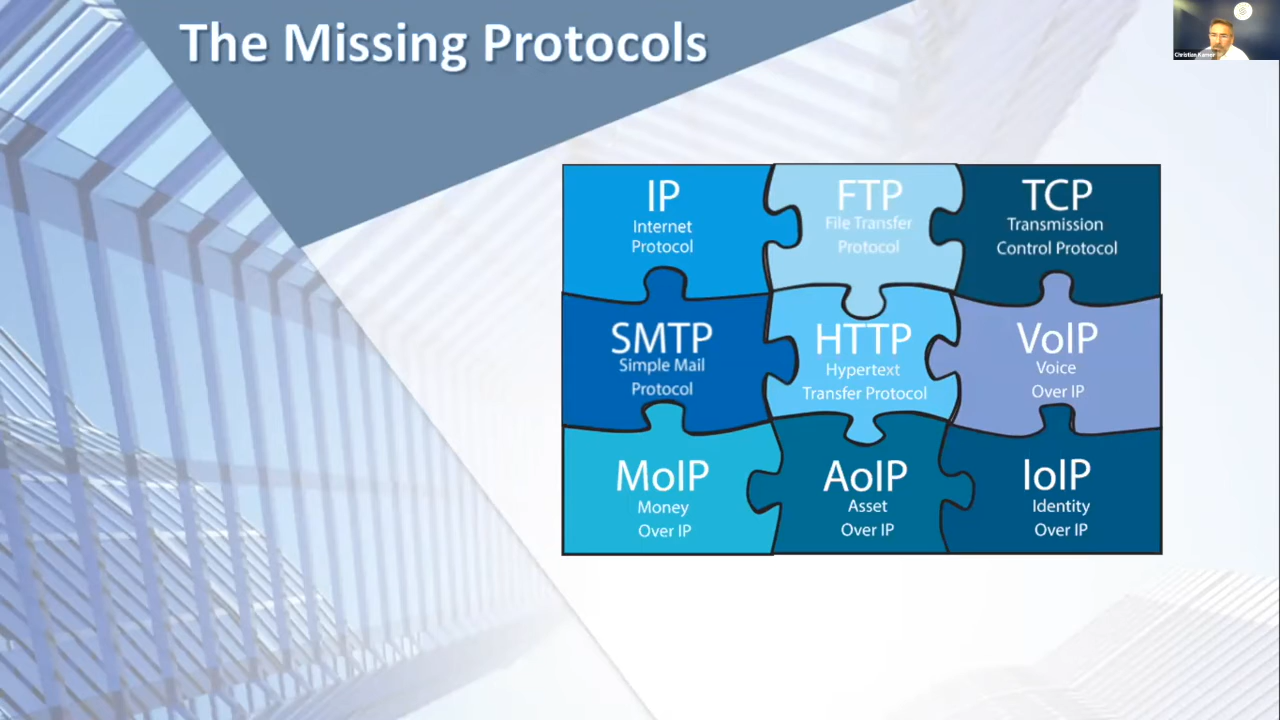 The Missing Protocols
IP
Internet
Protocol
FTP
File Transfer
Protocol
TCP
Transmission
Control Protocol
SMTP
Simple Mail
Protocol
HTTP
Hypertext
Transfer Protocol
VoIP
Voice
Over IP
MoIP
Money
Over IP
AoIP
Asset
Over IP
IoIP
Identity
Over IP
Christian